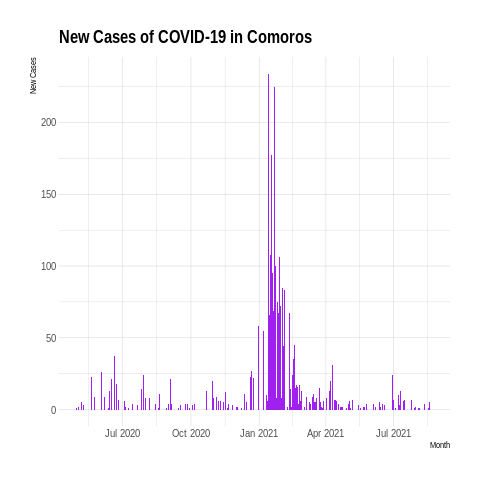 New Cases of COVID-19 in Comoros
New Cases
200
150
100
50
0
Jul 2020
Oct 2020
Jan 2021
Apr 2021
Jul 2021
Month